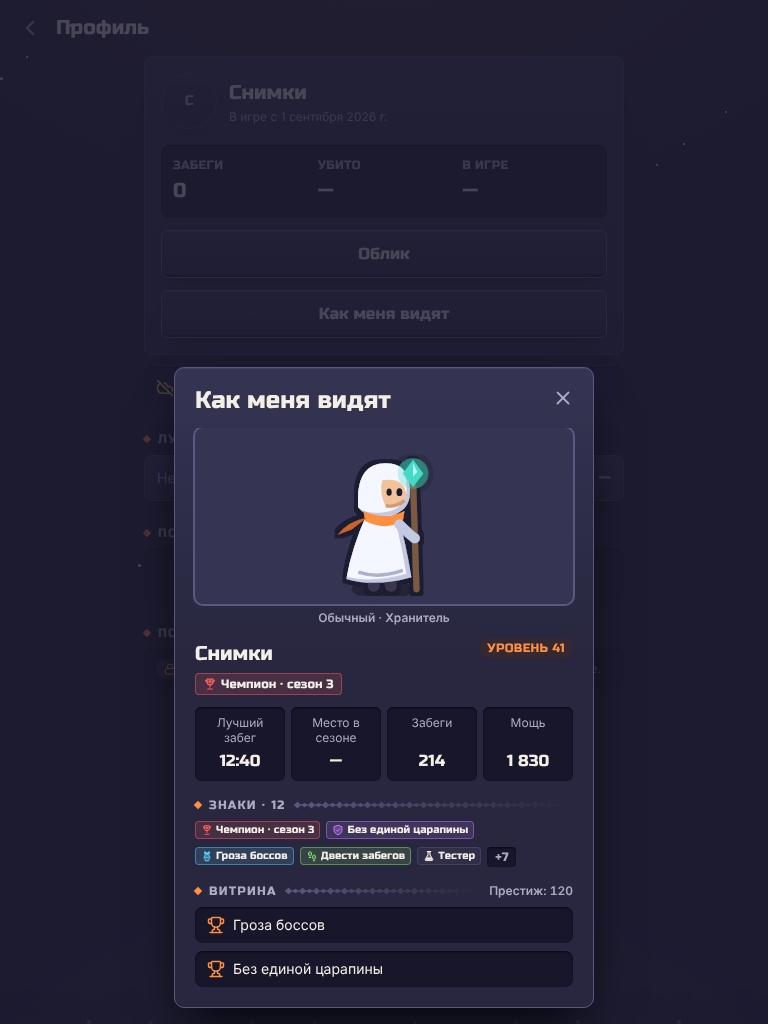 Профиль
С
Снимки
В игре с 1 сентября 2026 г.
ЗАБЕГИ
УБИТО
В ИГРЕ
0
—
—
Облик
Как меня видят
Как меня видят
Обычный · Хранитель
Снимки
УРОВЕНЬ 41
Чемпион · сезон 3
Лучший забег
Место в сезоне
Забеги
Мощь
12:40
—
214
1 830
ЗНАКИ · 12
Чемпион · сезон 3
Без единой царапины
Гроза боссов
Двести забегов
Тестер
+7
ВИТРИНА
Престиж: 120
Гроза боссов
Без единой царапины